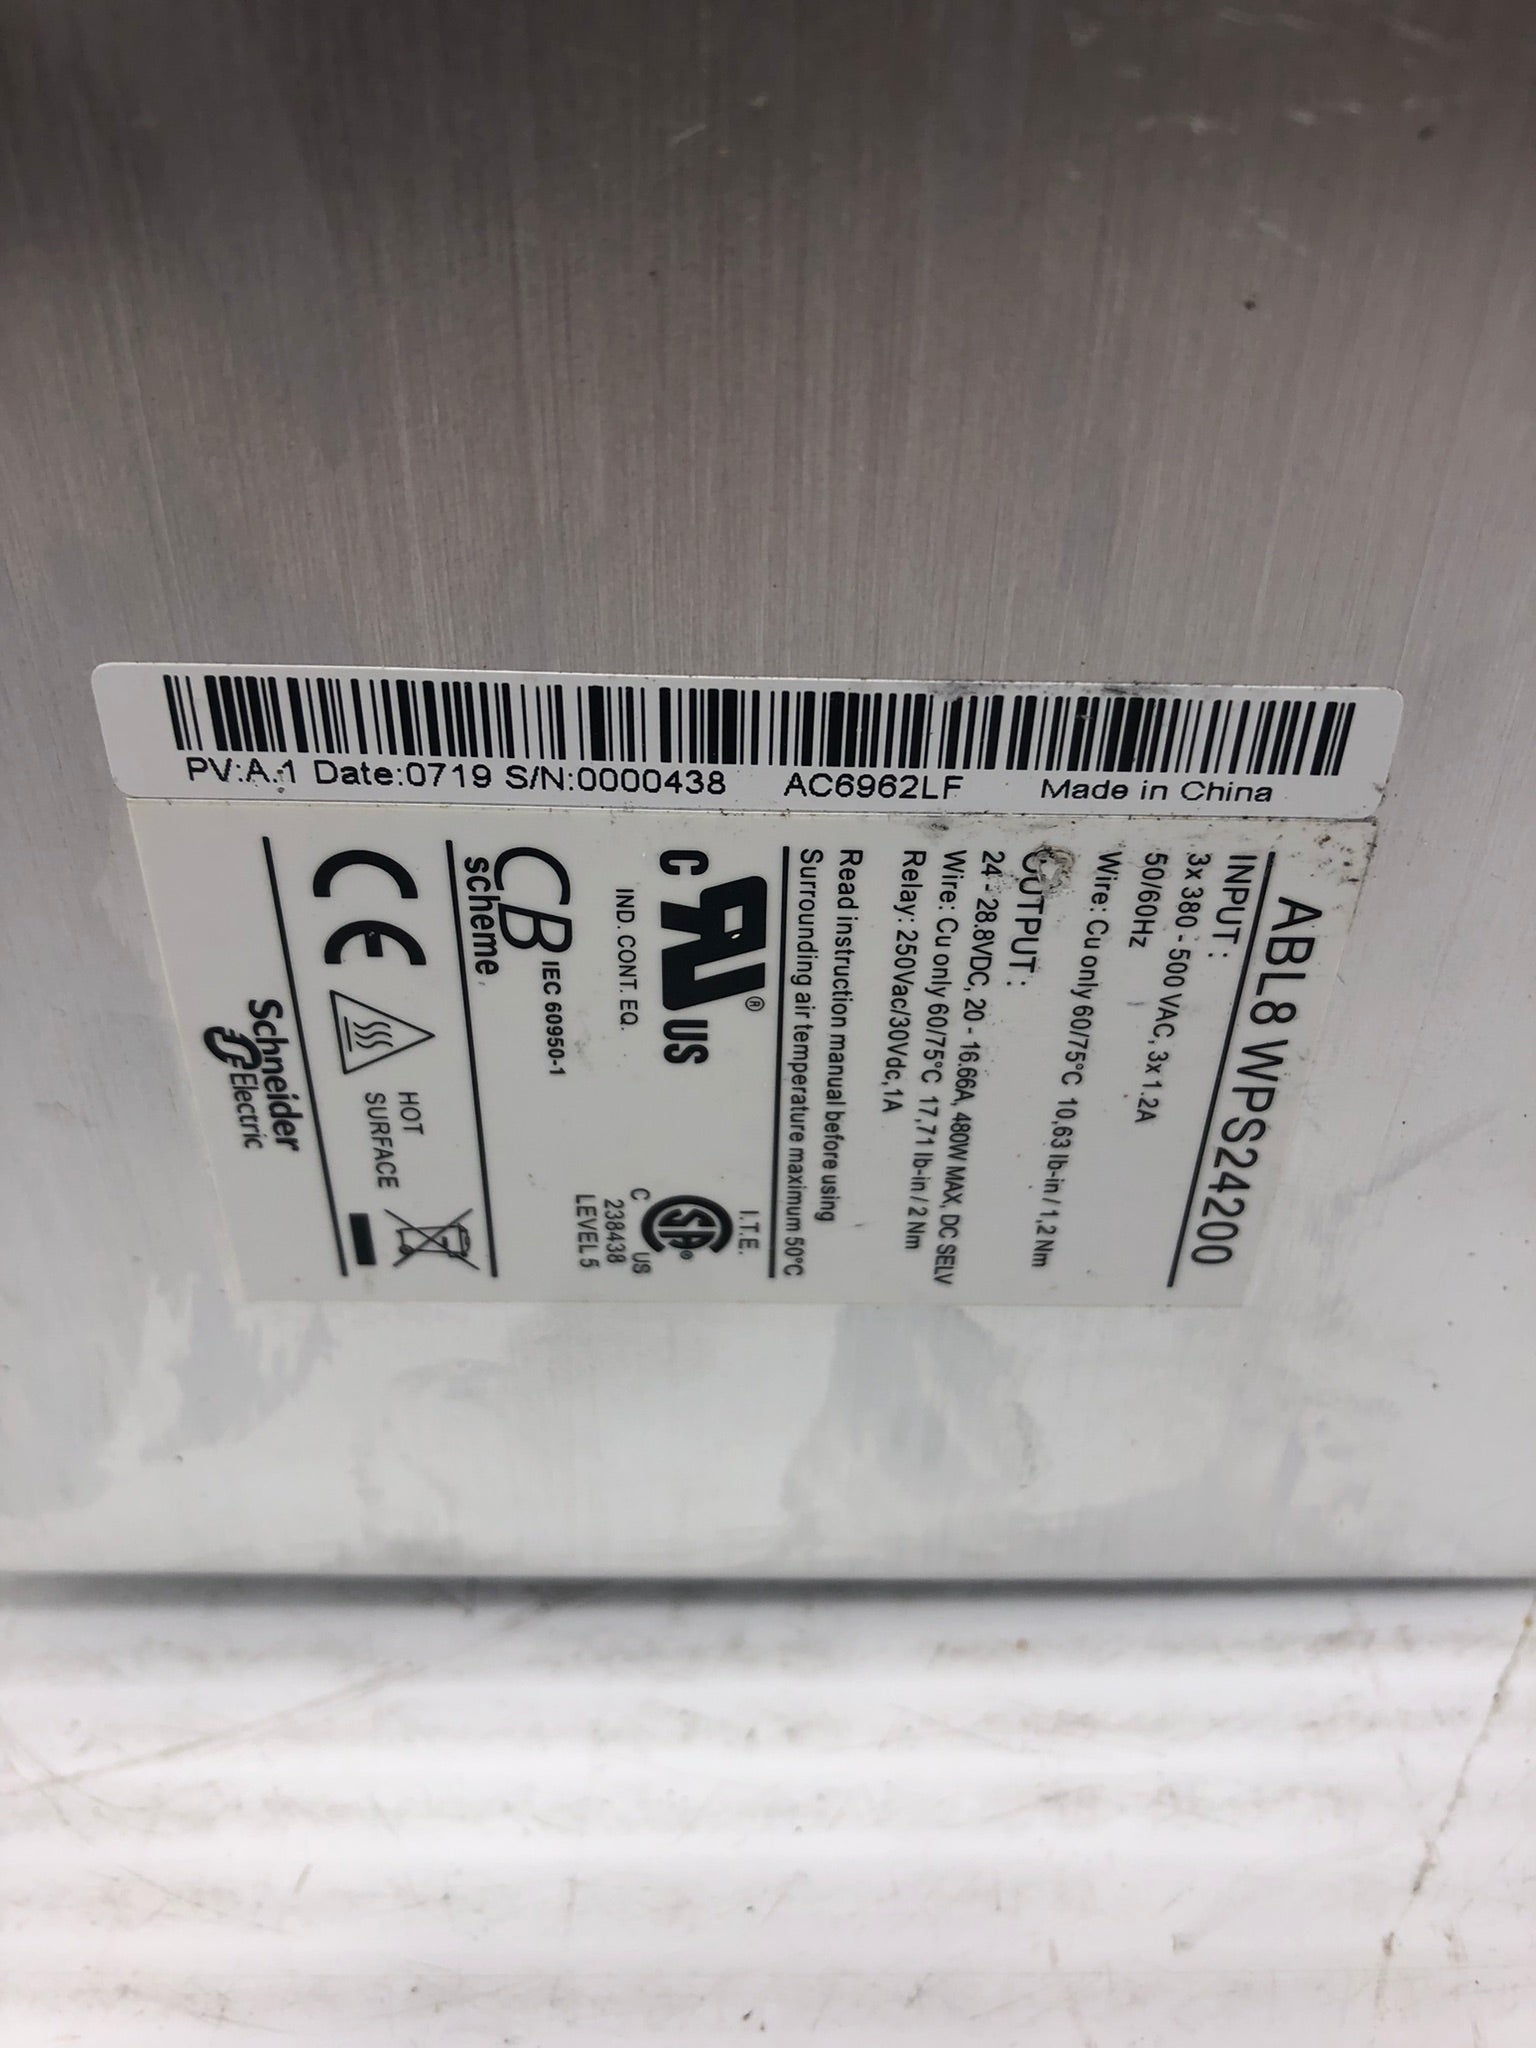 PV:A.1 Date:0719 S/N:0000438 AC6962LF Made in China
ABL8 WPS24200
INPUT :
3x 380 - 500 VAC, 3x 1.2A
50/60Hz
Wire: Cu only 60/75°C 10,63 lb-in / 1,2 Nm
OUTPUT :
24 - 28.8VDC, 20 - 16.66A, 480W MAX, DC SELV
Wire: Cu only 60/75°C 17,71 lb-in / 2 Nm
Relay: 250Vac/30Vdc,1A
Read instruction manual before using
Surrounding air temperature maximum 50°C
C RU US ®
IND. CONT. EQ.
I.T.E.
SA®
C US
238438
LEVEL 5
CB IEC 60950-1
scheme
CE
HOT
SURFACE
Schneider
Electric